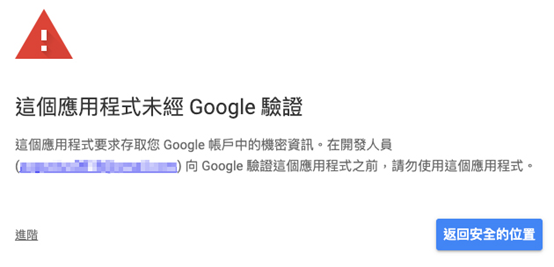 這個應用程式未經 Google 驗證
這個應用程式要求存取您 Google 帳戶中的機密資訊。在開發人員
() 向 Google 驗證這個應用程式之前，請勿使用這個應用程式。
進階
返回安全的位置